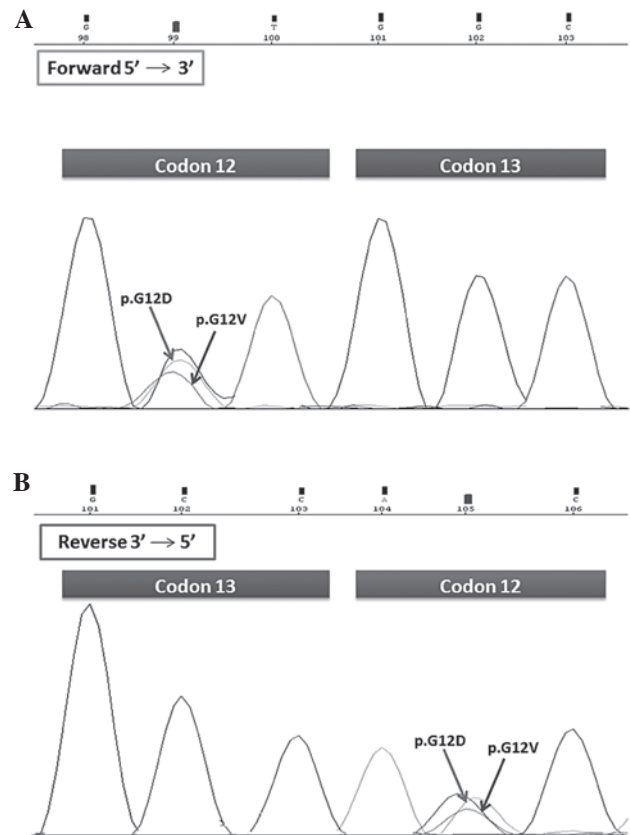 A
G T G G C
98 99 100 101 102 103
Forward 5′ → 3′
Codon 12 Codon 13
p.G12D
p.G12V
B
G C C A C
101 102 103 104 105 106
Reverse 3′ → 5′
Codon 13 Codon 12
p.G12D p.G12V